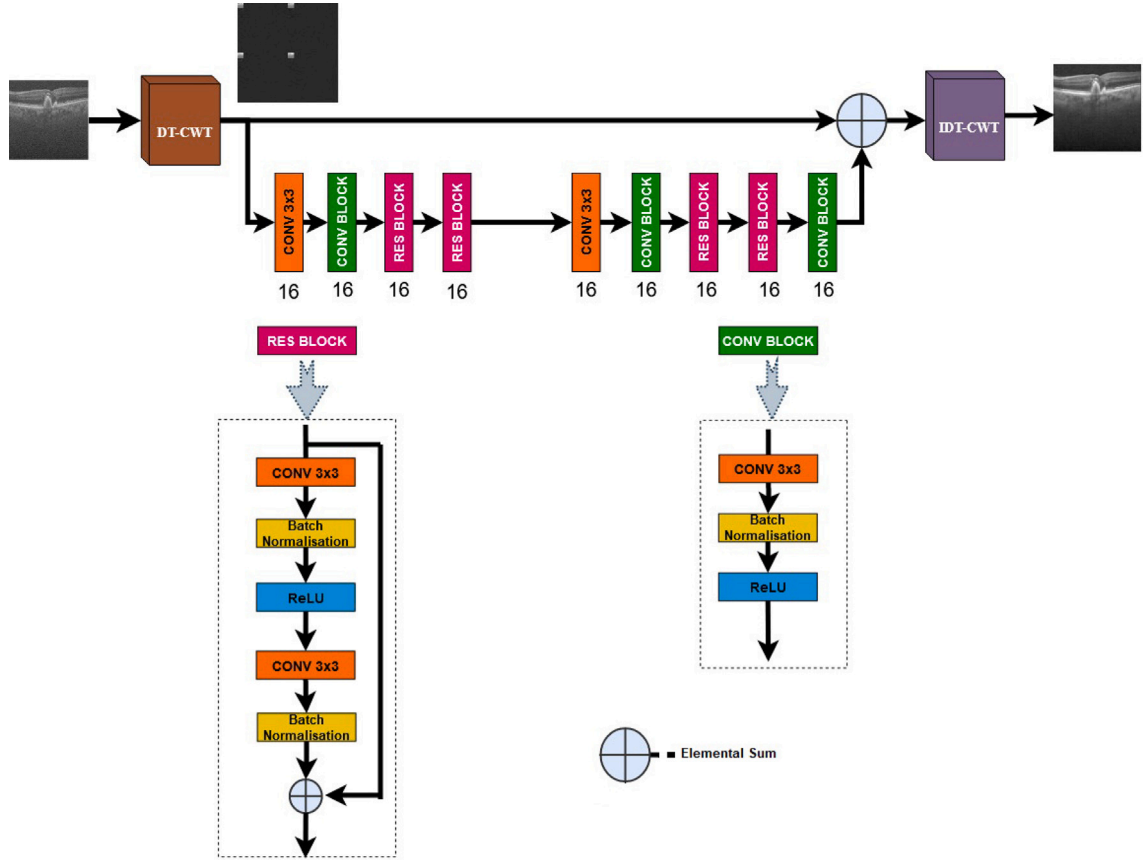 DT-CWT
IDT-CWT
CONV 3x3
CONV BLOCK
RES BLOCK
RES BLOCK
CONV 3x3
CONV BLOCK
RES BLOCK
RES BLOCK
CONV BLOCK
16
16
16
16
16
16
16
16
16
RES BLOCK
CONV BLOCK
CONV 3x3
Batch
Normalisation
ReLU
CONV 3x3
Batch
Normalisation
CONV 3x3
Batch
Normalisation
ReLU
Elemental Sum